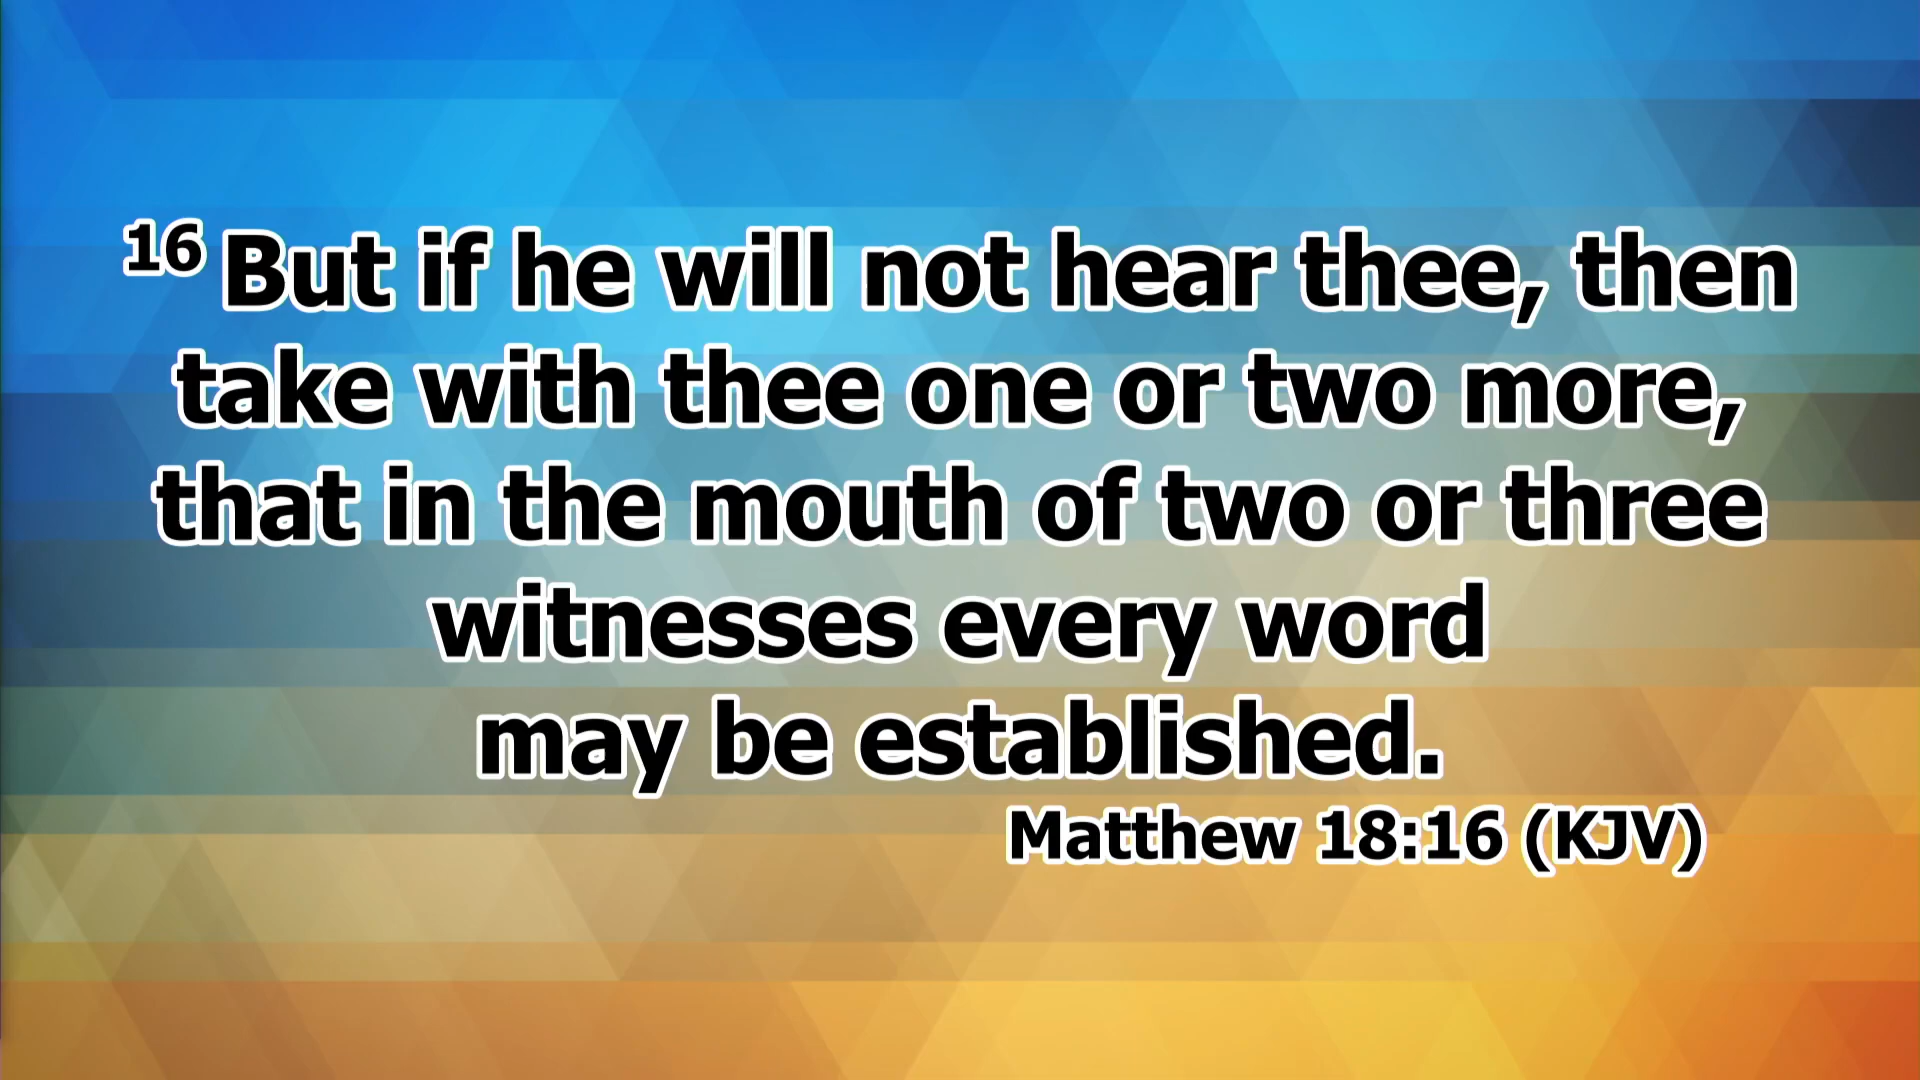 16 But if he will not hear thee, then
take with thee one or two more,
that in the mouth of two or three
witnesses every word
may be established.
Matthew 18:16 (KJV)